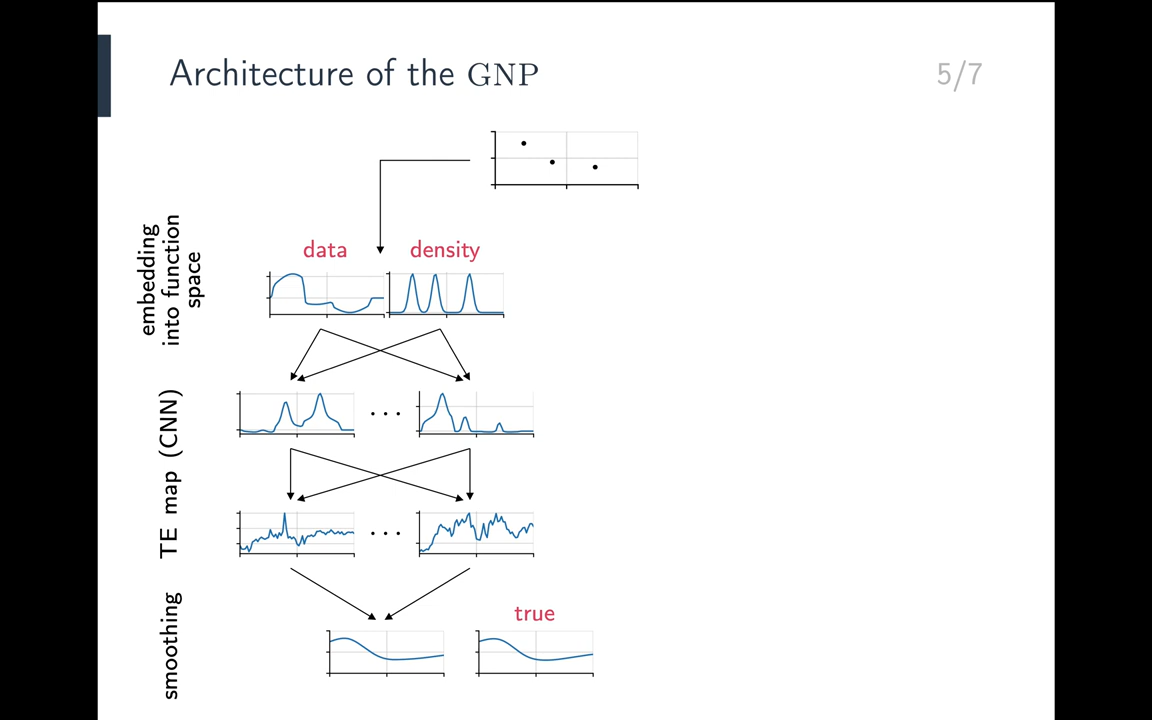 Architecture of the GNP
5/7
embedding
into function
space
data
density
TE map (CNN)
smoothing
true